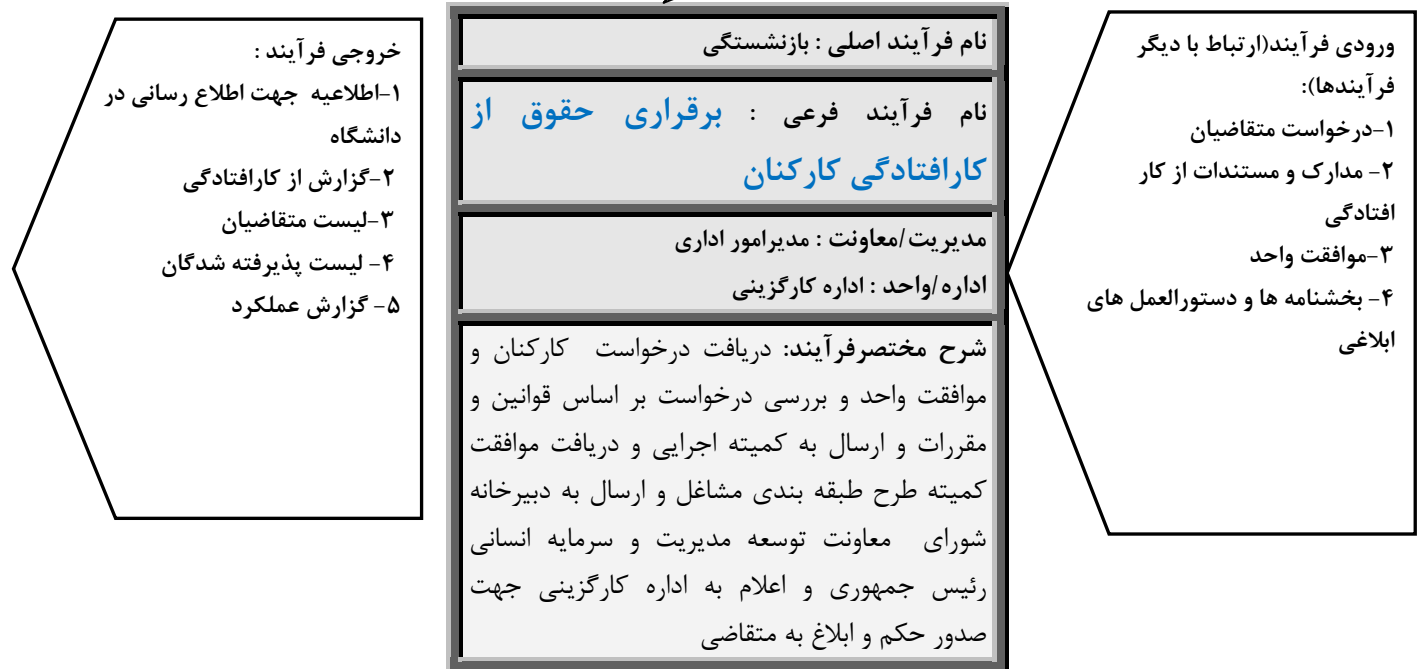 ورودی فرآیند(ارتباط با دیگر
فرآیندها):
۱-درخواست متقاضیان
۲- مدارک و مستندات از کار
افتادگی
۳-موافقت واحد
۴- بخشنامه ها و دستورالعمل های
ابلاغی
نام فرآیند اصلی : بازنشستگی
نام فرآیند فرعی : برقراری حقوق از
کارافتادگی کارکنان
مدیریت/معاونت : مدیرامور اداری
اداره/واحد : اداره کارگزینی
شرح مختصرفرآیند: دریافت درخواست کارکنان و
موافقت واحد و بررسی درخواست بر اساس قوانین و
مقررات و ارسال به کمیته اجرایی و دریافت موافقت
کمیته طرح طبقه بندی مشاغل و ارسال به دبیرخانه
شورای معاونت توسعه مدیریت و سرمایه انسانی
رئیس جمهوری و اعلام به اداره کارگزینی جهت
صدور حکم و ابلاغ به متقاضی
خروجی فرآیند :
۱-اطلاعیه جهت اطلاع رسانی در
دانشگاه
۲-گزارش از کارافتادگی
۳-لیست متقاضیان
۴- لیست پذیرفته شدگان
۵- گزارش عملکرد